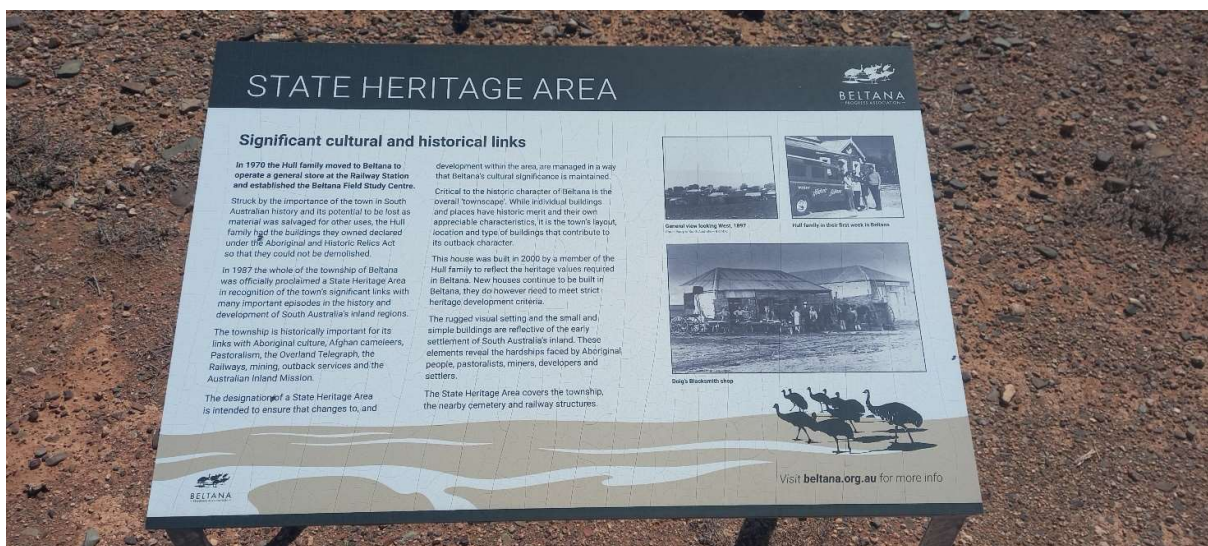 STATE HERITAGE AREA
BELTANA
PROGRESS ASSOCIATION
Significant cultural and historical links
In 1970 the Hull family moved to Beltana to
operate a general store at the Railway Station
and established the Beltana Field Study Centre.
Struck by the importance of the town in South
Australian history and its potential to be lost as
material was salvaged for other uses, the Hull
family had the buildings they owned declared
under the Aboriginal and Historic Relics Act
so that they could not be demolished.
In 1987 the whole of the township of Beltana
was officially proclaimed a State Heritage Area
in recognition of the town's significant links with
many important episodes in the history and
development of South Australia's inland regions.
The township is historically important for its
links with Aboriginal culture, Afghan cameleers,
Pastoralism, the Overland Telegraph, the
Railways, mining, outback services and the
Australian Inland Mission.
The designation of a State Heritage Area
is intended to ensure that changes to, and
development within the area, are managed in a way
that Beltana's cultural significance is maintained.
Critical to the historic character of Beltana is the
overall 'townscape'. While individual buildings
and places have historic merit and their own
appreciable characteristics, it is the town's layout,
location and type of buildings that contribute to
its outback character.
This house was built in 2000 by a member of the
Hull family to reflect the heritage values required
in Beltana. New houses continue to be built in
Beltana, they do however need to meet strict
heritage development criteria.
The rugged visual setting and the small and
simple buildings are reflective of the early
settlement of South Australia's inland. These
elements reveal the hardships faced by Aboriginal
people, pastoralists, miners, developers and
settlers.
The State Heritage Area covers the township,
the nearby cemetery and railway structures.
General view looking West, 1897
Hull family in their first week in Beltana
Doig's Blacksmith shop
BELTANA
Visit beltana.org.au for more info